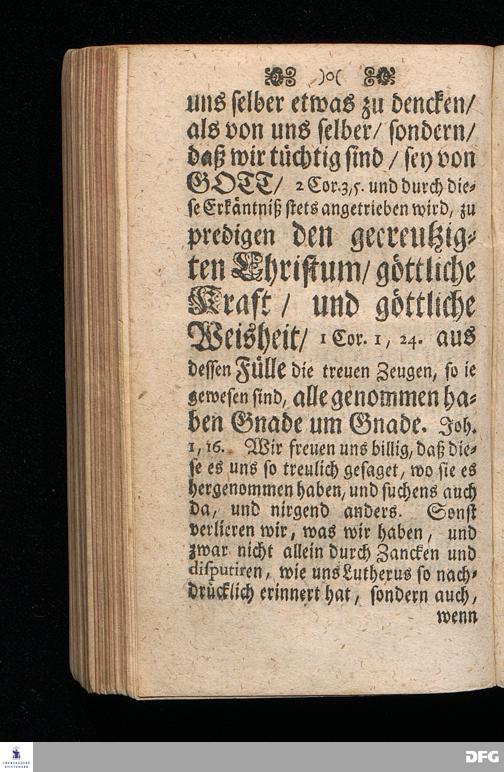 )o(
uns selber etwas zu dencken/
als von uns selber/ sondern/
daß wir tüchtig sind / sey von
GOTT/ 2 Cor.3,5. und durch die-
se Erkäntniß stets angetrieben wird, zu
predigen den gecreutzig-
ten Christum/ göttliche
Kraft / und göttliche
Weisheit/ 1 Cor. 1, 24. aus
dessen Fülle die treuen Zeugen, so ie
gewesen sind, alle genommen ha-
ben Gnade um Gnade. Joh.
1, 16. Wir freuen uns billig, daß die-
se es uns so treulich gesaget, wo sie es
hergenommen haben, und suchens auch
da, und nirgend anders. Sonst
verlieren wir, was wir haben, und
zwar nicht allein durch Zancken und
disputiren, wie uns Lutherus so nach-
drücklich erinnert hat, sondern auch,
wenn
FRANCKESCHE
STIFTUNGEN
DFG